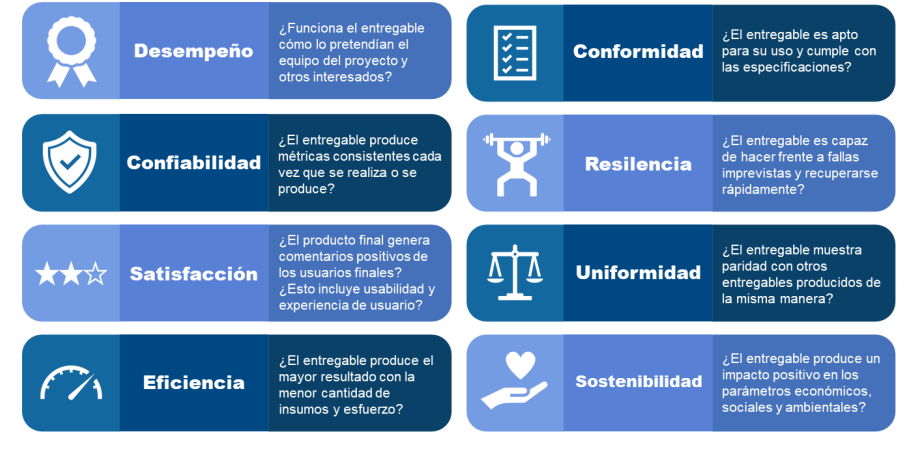 Desempeño
¿Funciona el entregable
cómo lo pretendían el
equipo del proyecto y
otros interesados?
Conformidad
¿El entregable es apto
para su uso y cumple con
las especificaciones?
Confiabilidad
¿El entregable produce
métricas consistentes cada
vez que se realiza o se
produce?
Resilencia
¿El entregable es capaz
de hacer frente a fallas
imprevistas y recuperarse
rápidamente?
Satisfacción
¿El producto final genera
comentarios positivos de
los usuarios finales?
¿Esto incluye usabilidad y
experiencia de usuario?
Uniformidad
¿El entregable muestra
paridad con otros
entregables producidos de
la misma manera?
Eficiencia
¿El entregable produce el
mayor resultado con la
menor cantidad de
insumos y esfuerzo?
Sostenibilidad
¿El entregable produce un
impacto positivo en los
parámetros económicos,
sociales y ambientales?